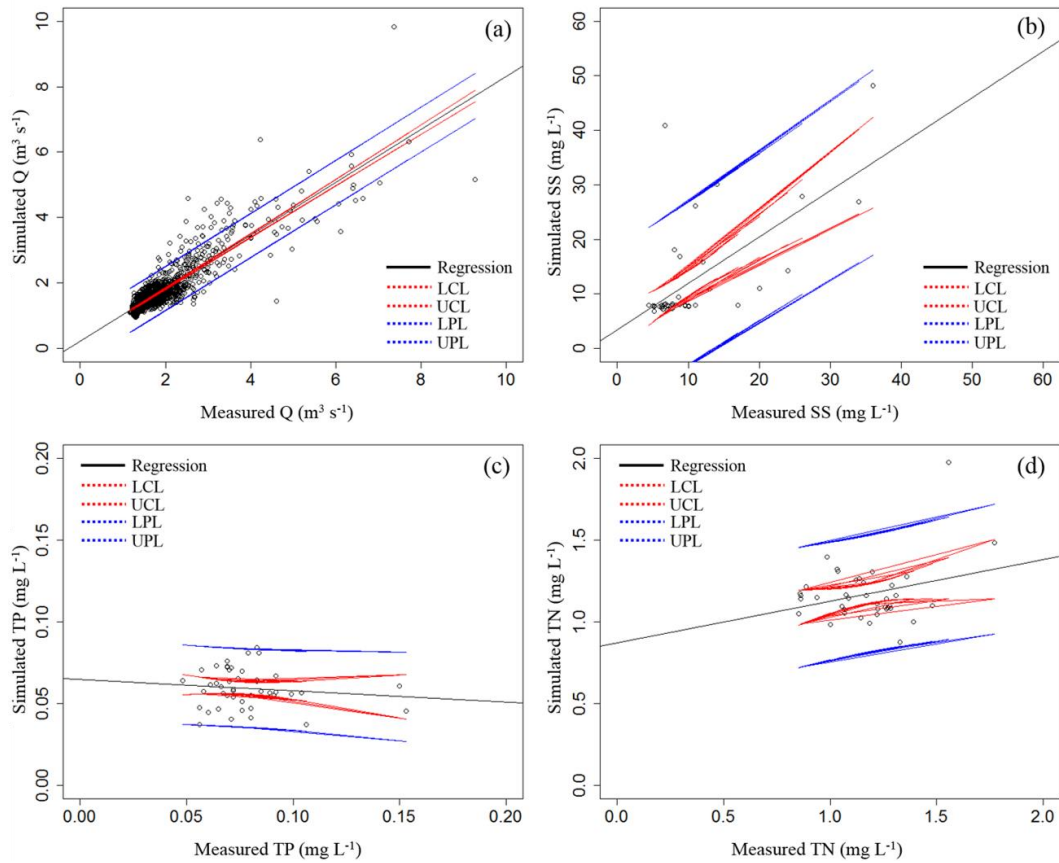 (a)
Simulated Q (m³ s⁻¹)
10
8
6
4
2
0
Regression
LCL
UCL
LPL
UPL
0 2 4 6 8 10
Measured Q (m³ s⁻¹)
(b)
Simulated SS (mg L⁻¹)
60
50
40
30
20
10
0
Regression
LCL
UCL
LPL
UPL
0 10 20 30 40 50 60
Measured SS (mg L⁻¹)
(c)
Simulated TP (mg L⁻¹)
0.20
0.15
0.10
0.05
0.00
Regression
LCL
UCL
LPL
UPL
0.00 0.05 0.10 0.15 0.20
Measured TP (mg L⁻¹)
(d)
Simulated TN (mg L⁻¹)
2.0
1.5
1.0
0.5
0.0
Regression
LCL
UCL
LPL
UPL
0.0 0.5 1.0 1.5 2.0
Measured TN (mg L⁻¹)